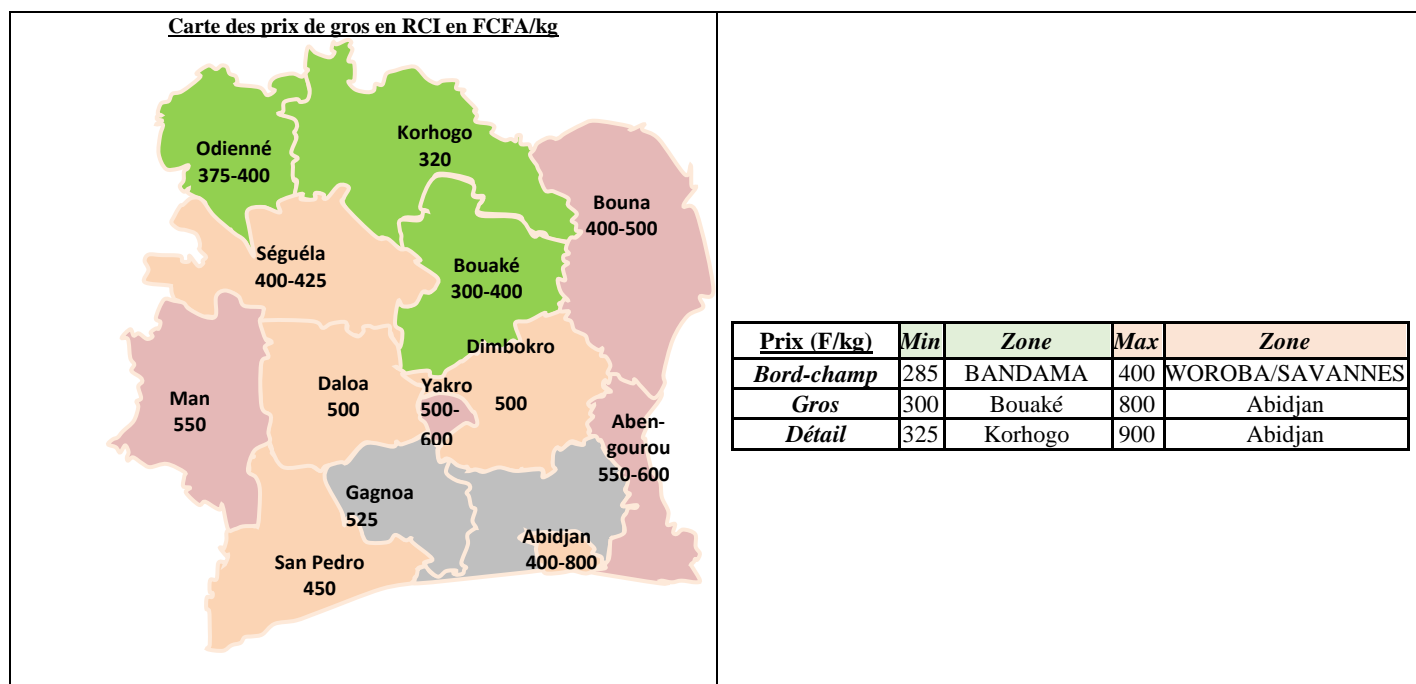 Carte des prix de gros en RCI en FCFA/kg
Korhogo
320
Odienné
375-400
Bouna
400-500
Séguéla
400-425
Bouaké
300-400
Dimbokro
500
Yakro
500-
600
Daloa
500
Man
550
Aben-
gourou
550-600
Gagnoa
525
Abidjan
400-800
San Pedro
450
Prix (F/kg) Min Zone Max Zone
Bord-champ 285 BANDAMA 400 WOROBA/SAVANNES
Gros 300 Bouaké 800 Abidjan
Détail 325 Korhogo 900 Abidjan